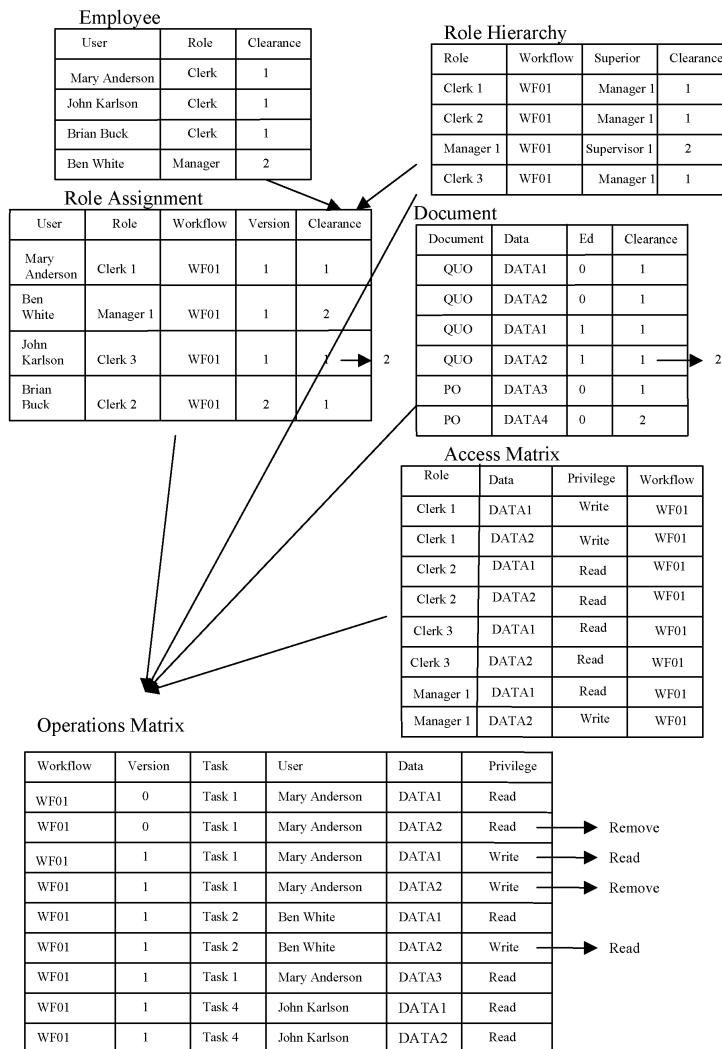 Employee
User Role Clearance
Mary Anderson Clerk 1
John Karlson Clerk 1
Brian Buck Clerk 1
Ben White Manager 2
Role Hierarchy
Role Workflow Superior Clearance
Clerk 1 WF01 Manager 1 1
Clerk 2 WF01 Manager 1 1
Manager 1 WF01 Supervisor 1 2
Clerk 3 WF01 Manager 1 1
Role Assignment
User Role Workflow Version Clearance
Mary
Anderson Clerk 1 WF01 1 1
Ben
White Manager 1 WF01 1 2
John
Karlson Clerk 3 WF01 1 1 2
Brian
Buck Clerk 2 WF01 2 1
Document
Document Data Ed Clearance
QUO DATA1 0 1
QUO DATA2 0 1
QUO DATA1 1 1
QUO DATA2 1 1 2
PO DATA3 0 1
PO DATA4 0 2
Access Matrix
Role Data Privilege Workflow
Clerk 1 DATA1 Write WF01
Clerk 1 DATA2 Write WF01
Clerk 2 DATA1 Read WF01
Clerk 2 DATA2 Read WF01
Clerk 3 DATA1 Read WF01
Clerk 3 DATA2 Read WF01
Manager 1 DATA1 Read WF01
Manager 1 DATA2 Write WF01
Operations Matrix
Workflow Version Task User Data Privilege
WF01 0 Task 1 Mary Anderson DATA1 Read
WF01 0 Task 1 Mary Anderson DATA2 Read Remove
WF01 1 Task 1 Mary Anderson DATA1 Write Read
WF01 1 Task 1 Mary Anderson DATA2 Write Remove
WF01 1 Task 2 Ben White DATA1 Read
WF01 1 Task 2 Ben White DATA2 Write Read
WF01 1 Task 1 Mary Anderson DATA3 Read
WF01 1 Task 4 John Karlson DATA1 Read
WF01 1 Task 4 John Karlson DATA2 Read